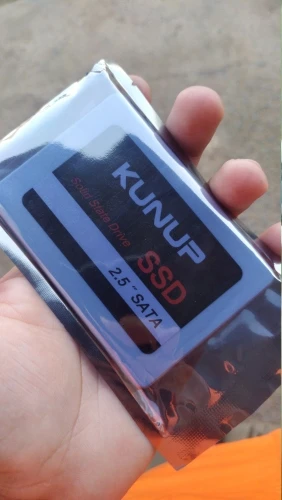 KUNUP
Solid State Drive
SSD
2.5" SATA